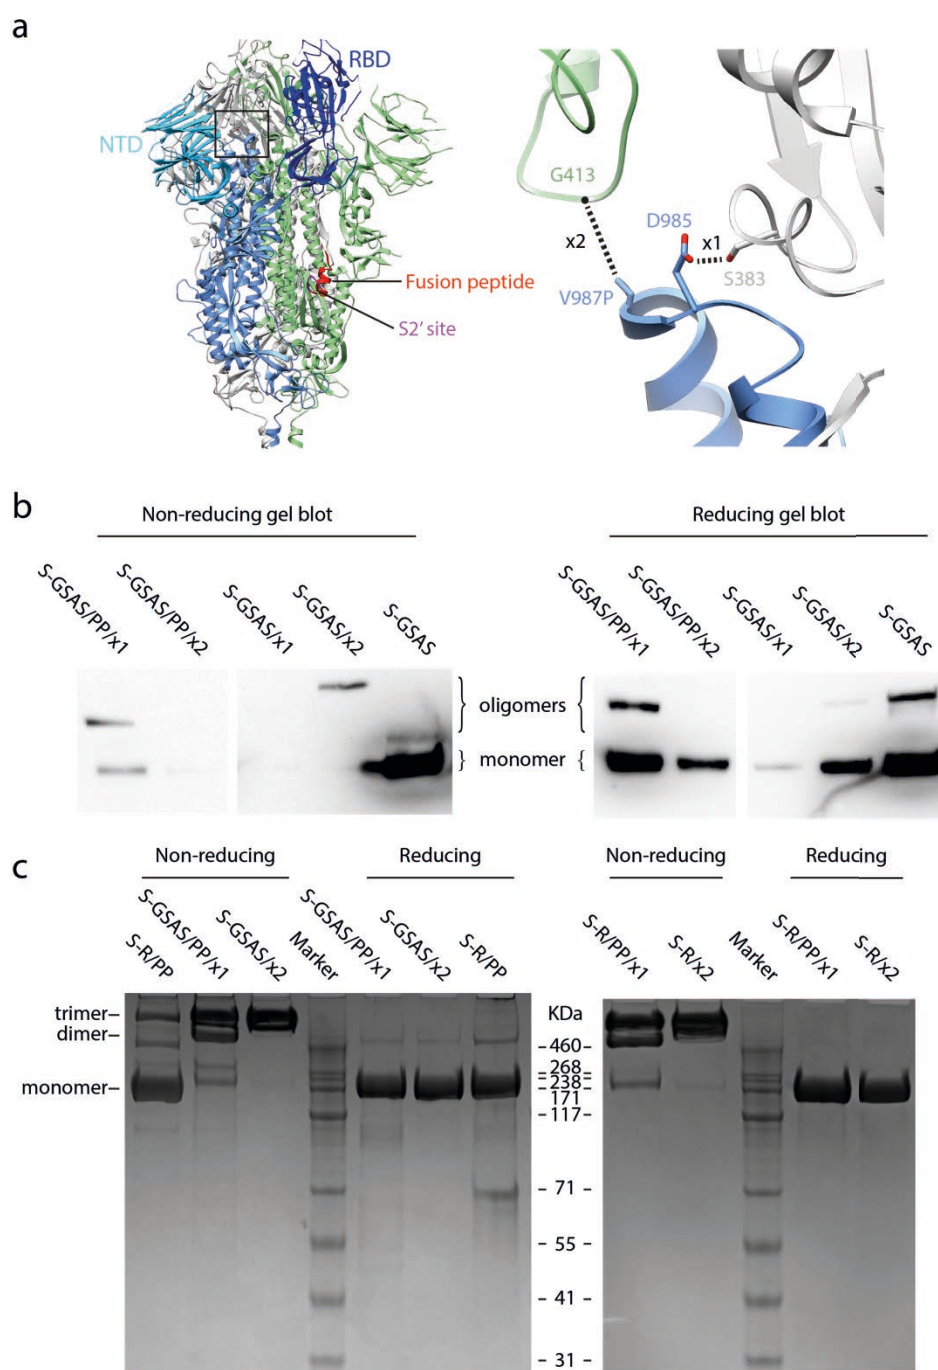 a
RBD
NTD
Fusion peptide
S2′ site
G413
x2
D985
x1
S383
V987P
b
Non-reducing gel blot
Reducing gel blot
S-GSAS/PP/x1
S-GSAS/PP/x2
S-GSAS/x1
S-GSAS/x2
S-GSAS
S-GSAS/PP/x1
S-GSAS/PP/x2
S-GSAS/x1
S-GSAS/x2
S-GSAS
oligomers
monomer
c
Non-reducing
Reducing
Non-reducing
Reducing
S-R/PP
S-GSAS/PP/x1
S-GSAS/x2
Marker
S-GSAS/PP/x1
S-GSAS/x2
S-R/PP
S-R/PP/x1
S-R/x2
Marker
S-R/PP/x1
S-R/x2
trimer–
dimer–
monomer–
KDa
– 460 –
– 268 –
– 238 –
171
– 117 –
– 71 –
– 55 –
– 41 –
– 31 –